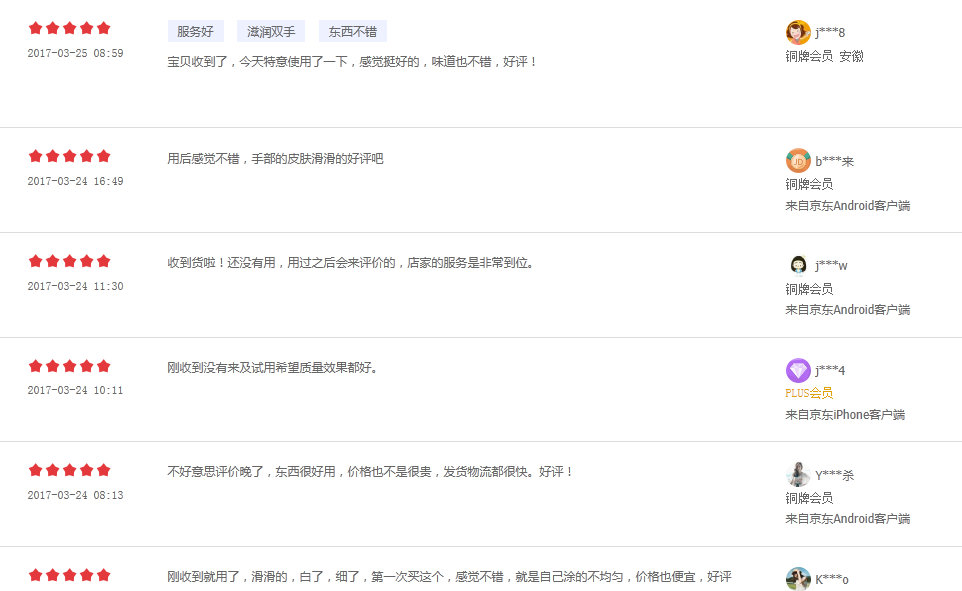 服务好 滋润双手 东西不错 j***8
2017-03-25 08:59 宝贝收到了，今天特意使用了一下，感觉挺好的，味道也不错，好评！ 铜牌会员 安徽
用后感觉不错，手部的皮肤滑滑的好评吧 JD b***来
2017-03-24 16:49 铜牌会员
来自京东Android客户端
收到货啦！还没有用，用过之后会来评价的，店家的服务是非常到位。 j***w
2017-03-24 11:30 铜牌会员
来自京东Android客户端
刚收到没有来及试用希望质量效果都好。 j***4
2017-03-24 10:11 PLUS会员
来自京东iPhone客户端
不好意思评价晚了，东西很好用，价格也不是很贵，发货物流都很快。好评！ Y***杀
2017-03-24 08:13 铜牌会员
来自京东Android客户端
刚收到就用了，滑滑的，白了，细了，第一次买这个，感觉不错，就是自己涂的不均匀，价格也便宜，好评 K***o